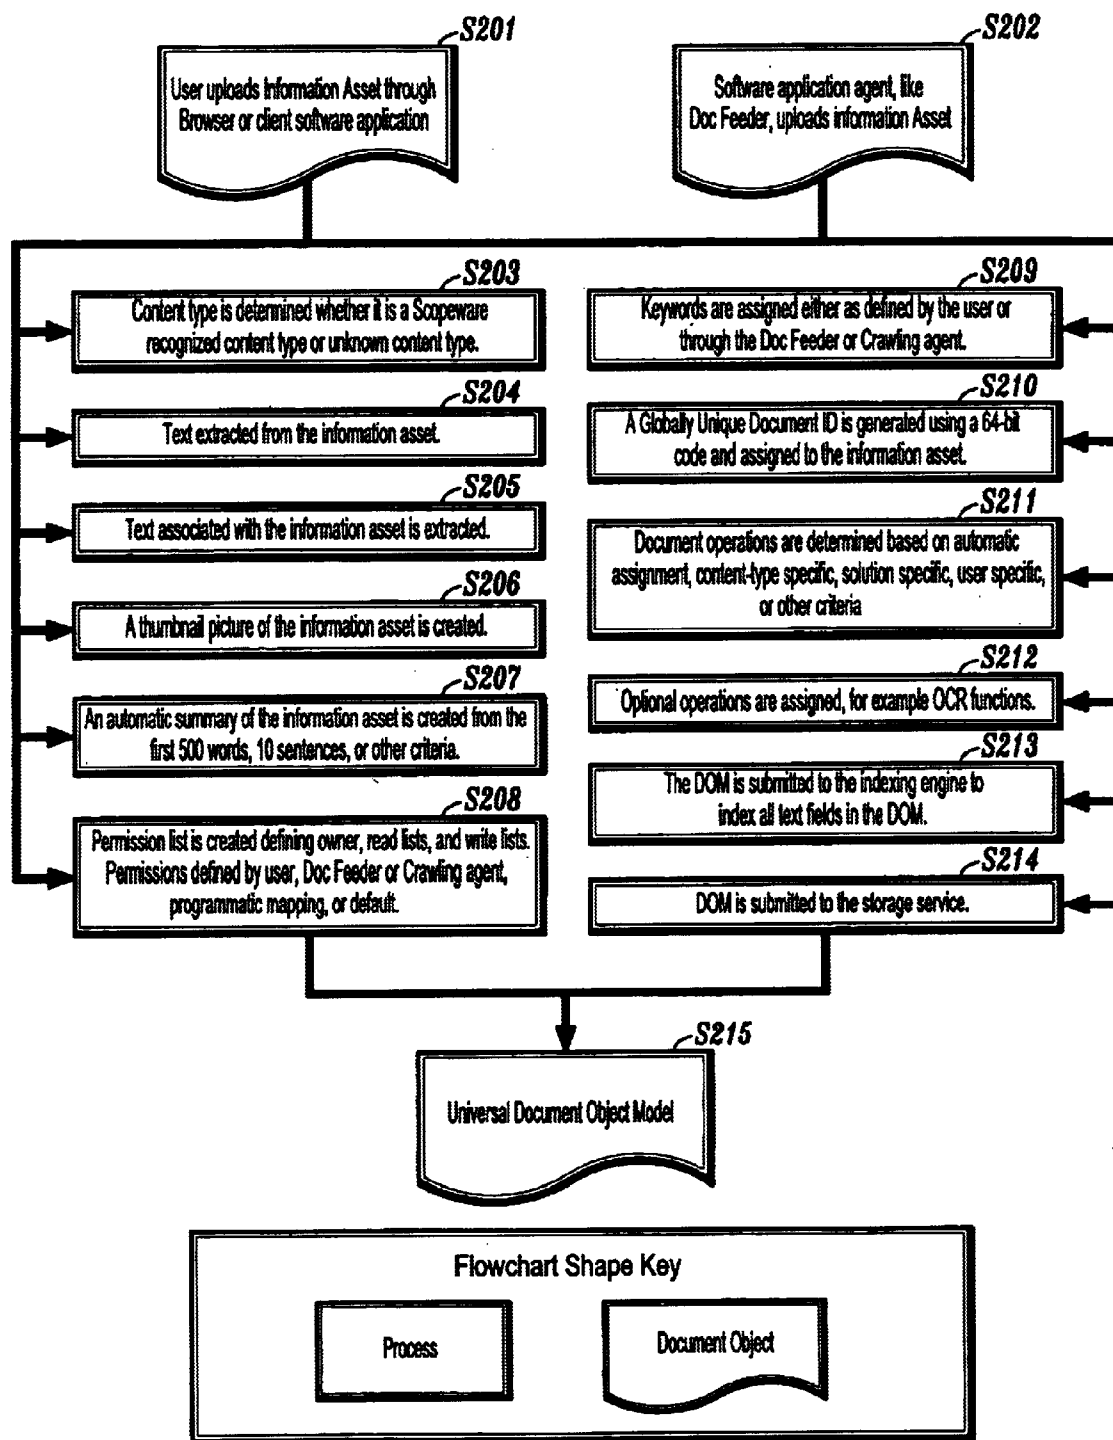 S201
User uploads Information Asset through
Browser or client software application
S202
Software application agent, like
Doc Feeder, uploads information Asset
S203
Content type is determined whether it is a Scopeware
recognized content type or unknown content type.
S204
Text extracted from the information asset.
S205
Text associated with the information asset is extracted.
S206
A thumbnail picture of the information asset is created.
S207
An automatic summary of the information asset is created from the
first 500 words, 10 sentences, or other criteria.
S208
Permission list is created defining owner, read lists, and write lists.
Permissions defined by user, Doc Feeder or Crawling agent,
programmatic mapping, or default.
S209
Keywords are assigned either as defined by the user or
through the Doc Feeder or Crawling agent.
S210
A Globally Unique Document ID is generated using a 64-bit
code and assigned to the information asset.
S211
Document operations are determined based on automatic
assignment, content-type specific, solution specific, user specific,
or other criteria
S212
Optional operations are assigned, for example OCR functions.
S213
The DOM is submitted to the indexing engine to
index all text fields in the DOM.
S214
DOM is submitted to the storage service.
S215
Universal Document Object Model
Flowchart Shape Key
Process
Document Object